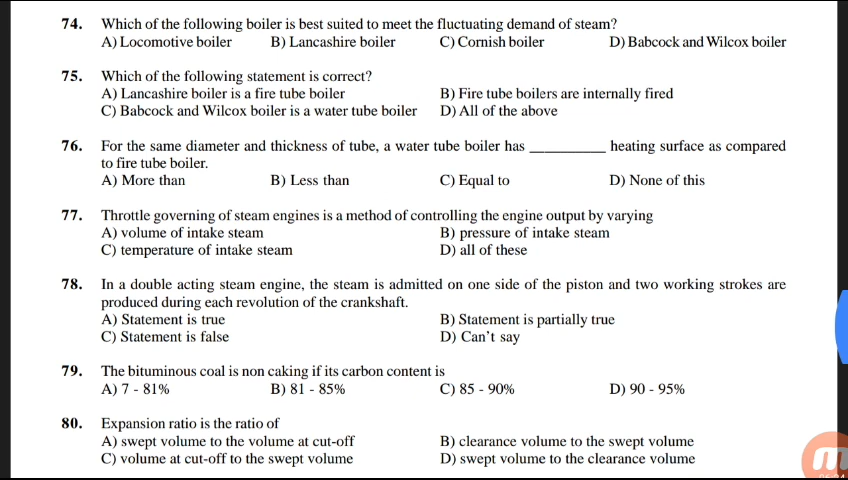 74. Which of the following boiler is best suited to meet the fluctuating demand of steam?
A) Locomotive boiler B) Lancashire boiler C) Cornish boiler D) Babcock and Wilcox boiler
75. Which of the following statement is correct?
A) Lancashire boiler is a fire tube boiler B) Fire tube boilers are internally fired
C) Babcock and Wilcox boiler is a water tube boiler D) All of the above
76. For the same diameter and thickness of tube, a water tube boiler has __________ heating surface as compared
to fire tube boiler.
A) More than B) Less than C) Equal to D) None of this
77. Throttle governing of steam engines is a method of controlling the engine output by varying
A) volume of intake steam B) pressure of intake steam
C) temperature of intake steam D) all of these
78. In a double acting steam engine, the steam is admitted on one side of the piston and two working strokes are
produced during each revolution of the crankshaft.
A) Statement is true B) Statement is partially true
C) Statement is false D) Can't say
79. The bituminous coal is non caking if its carbon content is
A) 7 - 81% B) 81 - 85% C) 85 - 90% D) 90 - 95%
80. Expansion ratio is the ratio of
A) swept volume to the volume at cut-off B) clearance volume to the swept volume
C) volume at cut-off to the swept volume D) swept volume to the clearance volume